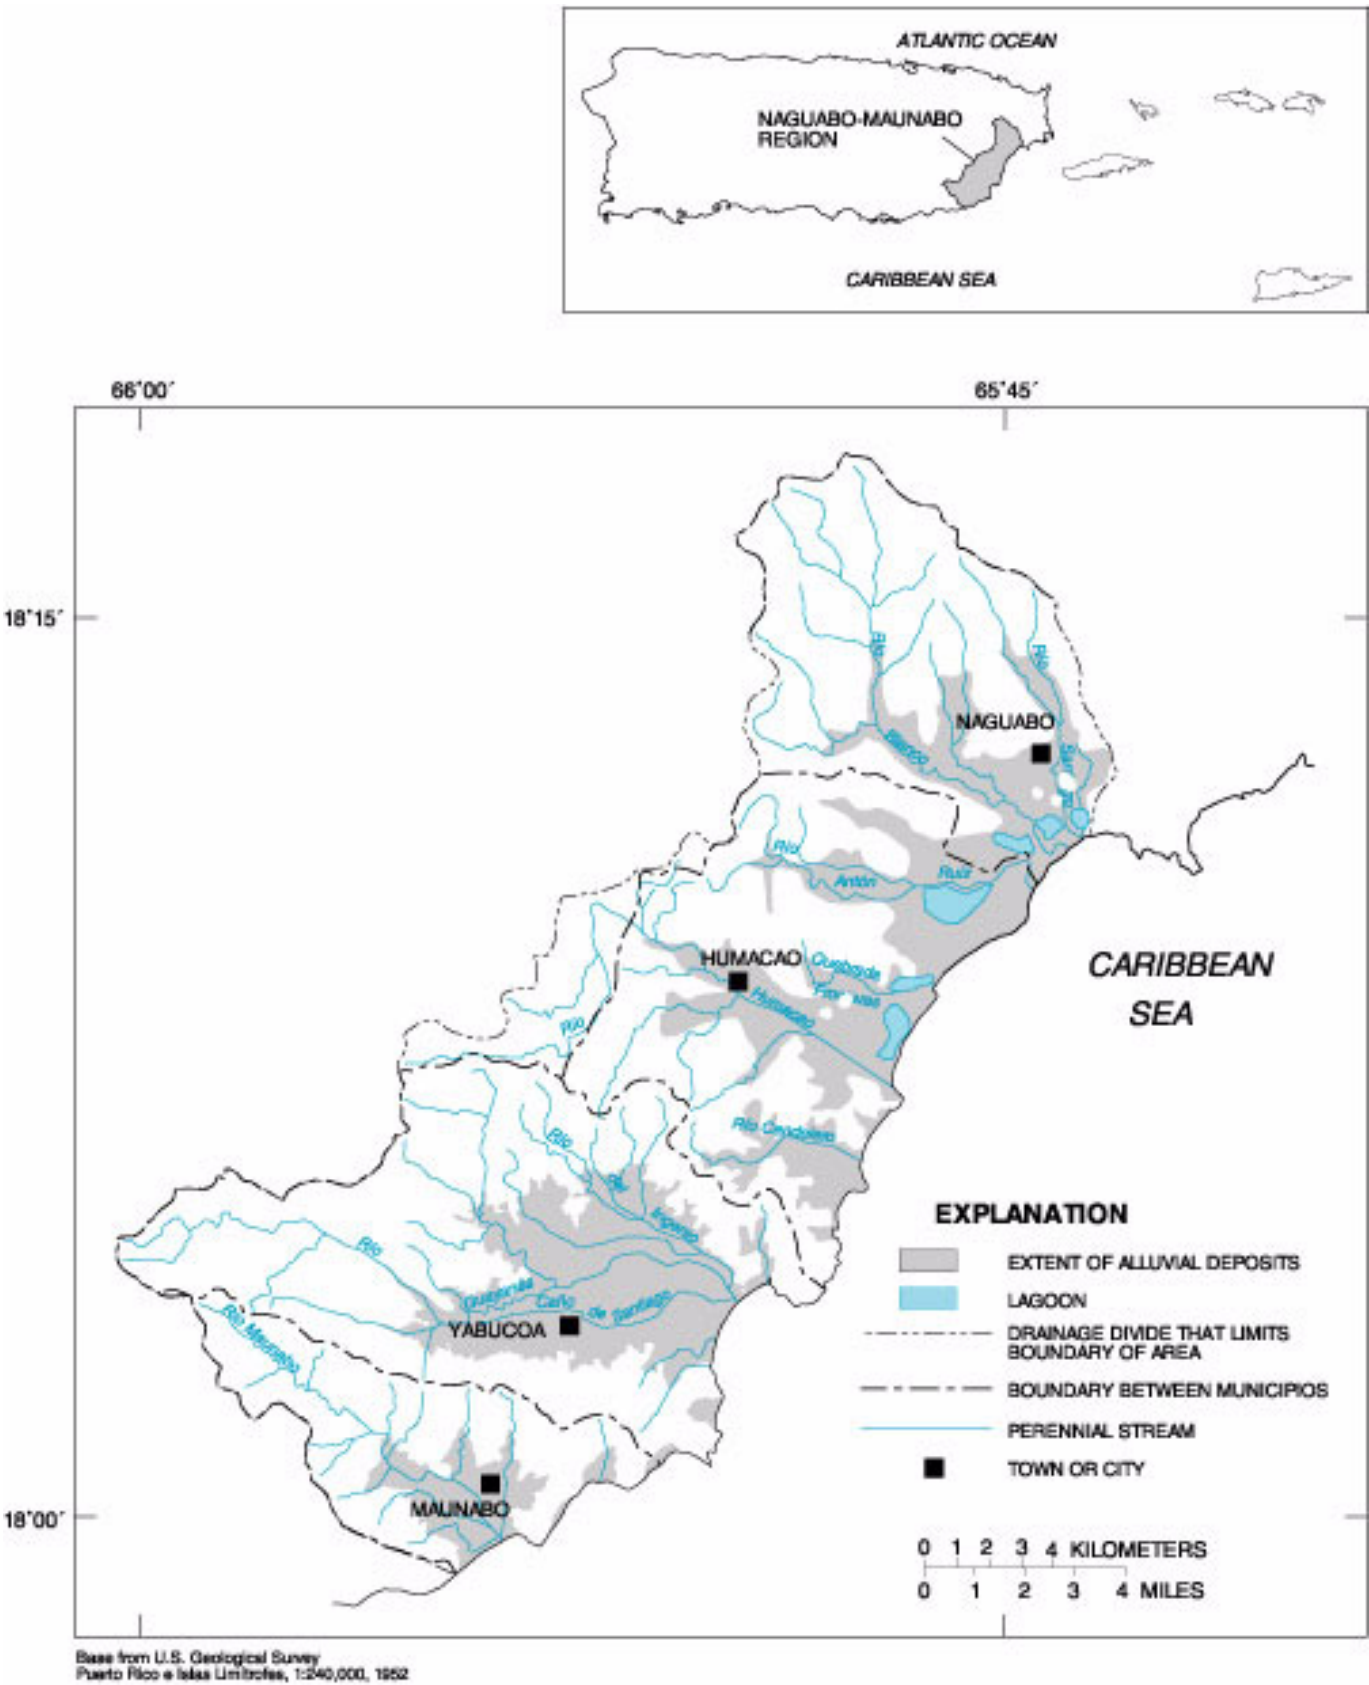 ATLANTIC OCEAN
NAGUABO-MAUNABO
REGION
CARIBBEAN SEA
66°00′
65°45′
18°15′
Río
Río
NAGUABO
Blanco
Río
Antón
Ruíz
HUMACAO
Quebrada
Humacao
CARIBBEAN
SEA
Río
Río Candelero
Río
Ingenio
Río
Guayanés
Caño
de Santiago
YABUCOA
Río Maunabo
MAUNABO
18°00′
EXPLANATION
EXTENT OF ALLUVIAL DEPOSITS
LAGOON
DRAINAGE DIVIDE THAT LIMITS
BOUNDARY OF AREA
BOUNDARY BETWEEN MUNICIPIOS
PERENNIAL STREAM
TOWN OR CITY
0 1 2 3 4 KILOMETERS
0 1 2 3 4 MILES
Base from U.S. Geological Survey
Puerto Rico e Islas Limítrofes, 1:240,000, 1952